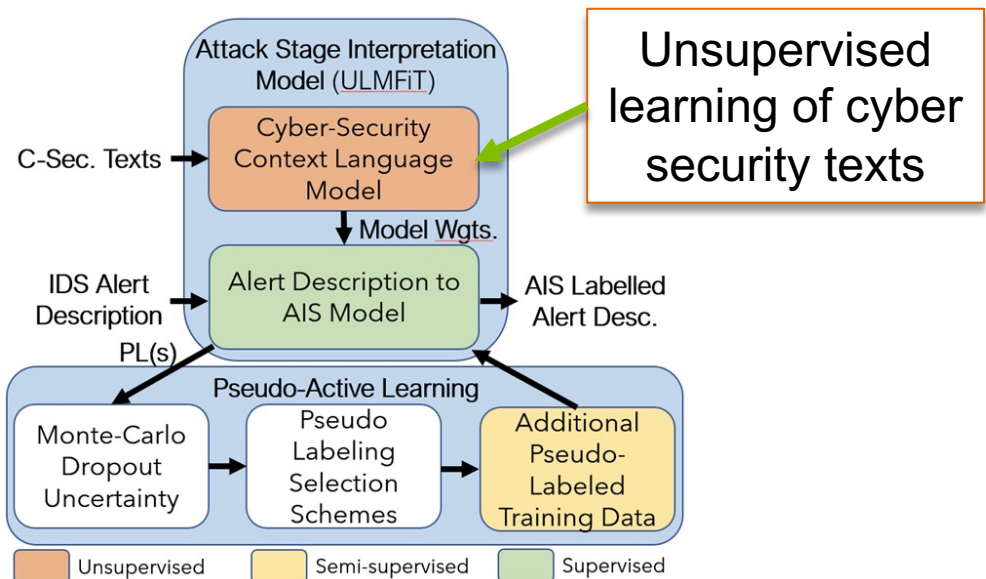 Attack Stage Interpretation
Model (ULMFiT)
Unsupervised
learning of cyber
security texts
C-Sec. Texts
Cyber-Security
Context Language
Model
Model Wgts.
IDS Alert
Description
Alert Description to
AIS Model
AIS Labelled
Alert Desc.
PL(s)
Pseudo-Active Learning
Monte-Carlo
Dropout
Uncertainty
Pseudo
Labeling
Selection
Schemes
Additional
Pseudo-
Labeled
Training Data
Unsupervised
Semi-supervised
Supervised